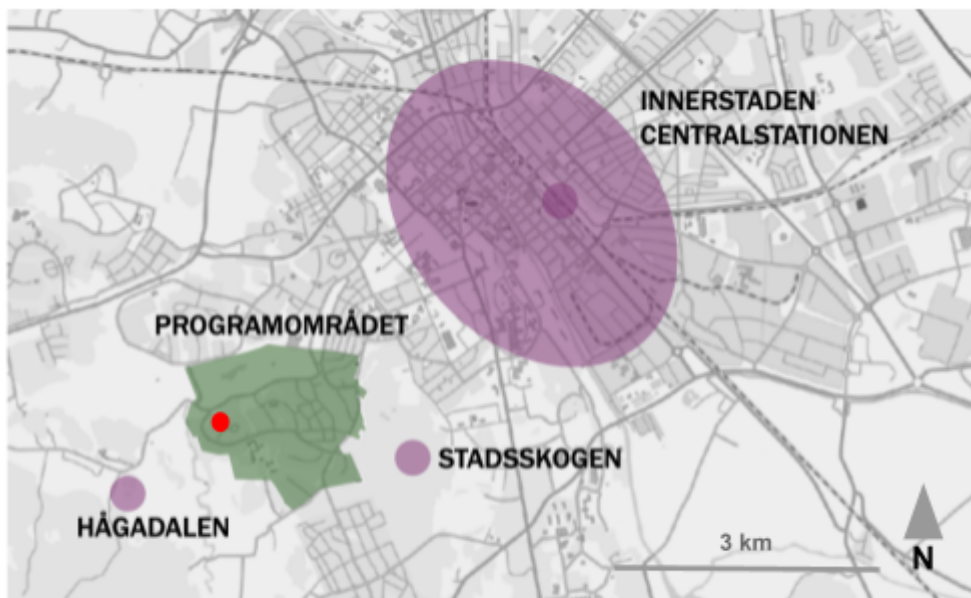 INNERSTADEN
CENTRALSTATIONEN
PROGRAMOMRÅDET
STADSSKOGEN
HÅGADALEN
3 km
N